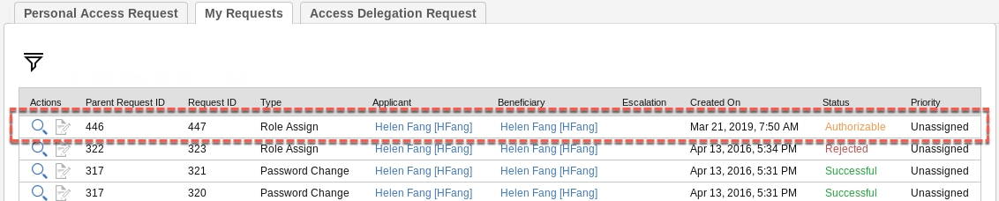 Personal Access Request My Requests Access Delegation Request
Actions Parent Request ID Request ID Type Applicant Beneficiary Escalation Created On Status Priority
446 447 Role Assign Helen Fang [HFang] Helen Fang [HFang] Mar 21, 2019, 7:50 AM Authorizable Unassigned
322 323 Role Assign Helen Fang [HFang] Helen Fang [HFang] Apr 13, 2016, 5:34 PM Rejected Unassigned
317 321 Password Change Helen Fang [HFang] Helen Fang [HFang] Apr 13, 2016, 5:31 PM Successful Unassigned
317 320 Password Change Helen Fang [HFang] Helen Fang [HFang] Apr 13, 2016, 5:31 PM Successful Unassigned